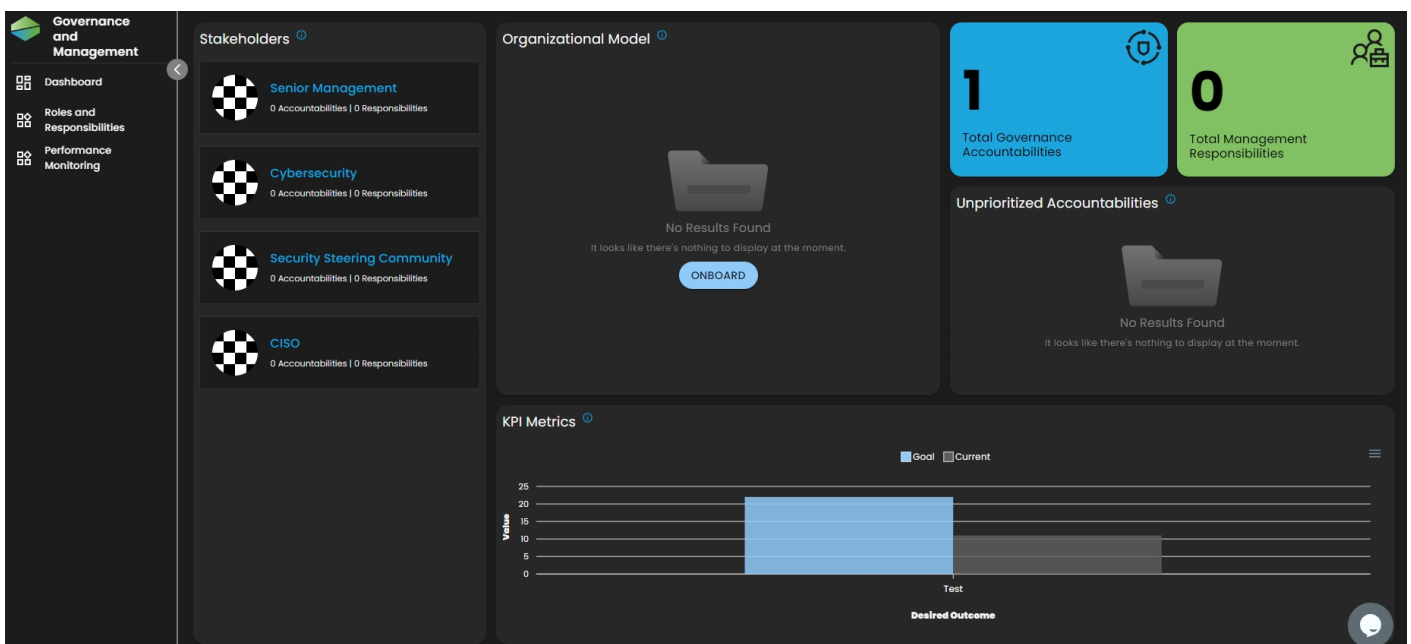 Governance
and
Management
Dashboard
Roles and
Responsibilities
Performance
Monitoring
Stakeholders
Senior Management
0 Accountabilities | 0 Responsibilities
Cybersecurity
0 Accountabilities | 0 Responsibilities
Security Steering Community
0 Accountabilities | 0 Responsibilities
CISO
0 Accountabilities | 0 Responsibilities
Organizational Model
No Results Found
It looks like there's nothing to display at the moment.
ONBOARD
1
Total Governance
Accountabilities
0
Total Management
Responsibilities
Unprioritized Accountabilities
No Results Found
It looks like there's nothing to display at the moment.
KPI Metrics
Goal Current
25
20
15
10
5
0
Value
Test
Desired Outcome